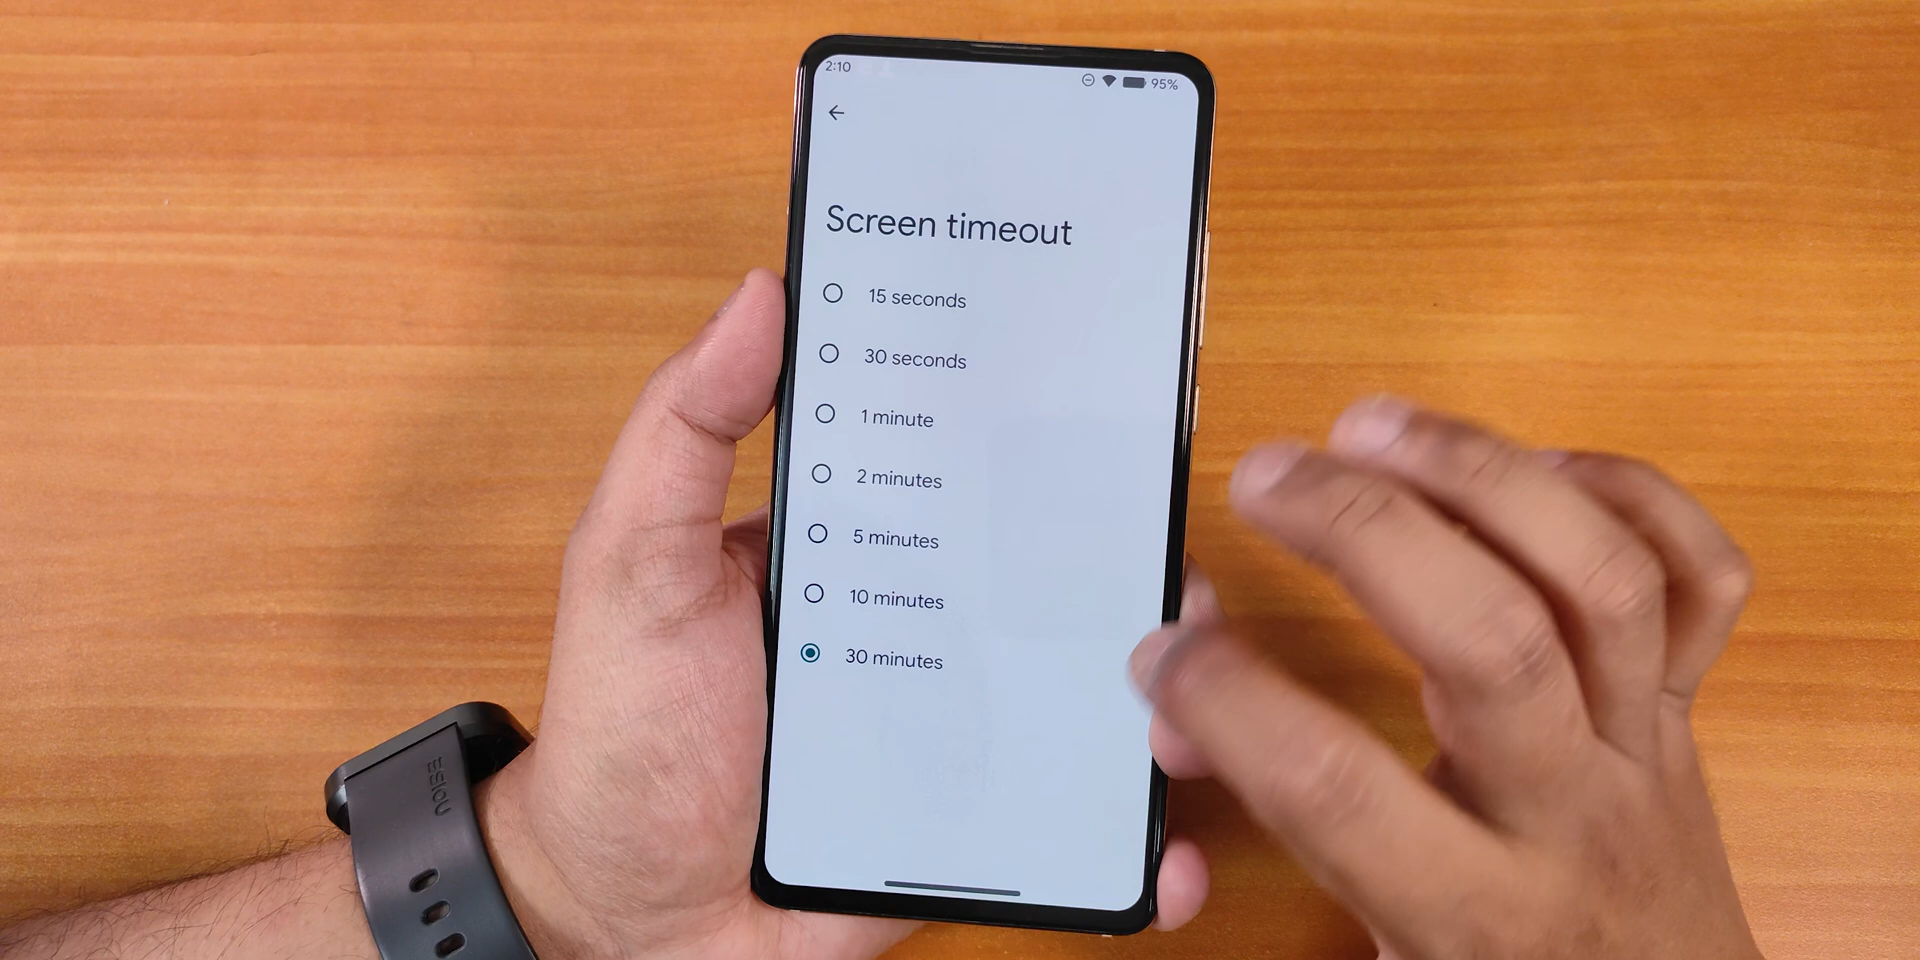 2:10
95%
Screen timeout
15 seconds
30 seconds
1 minute
2 minutes
5 minutes
10 minutes
30 minutes
NOISE